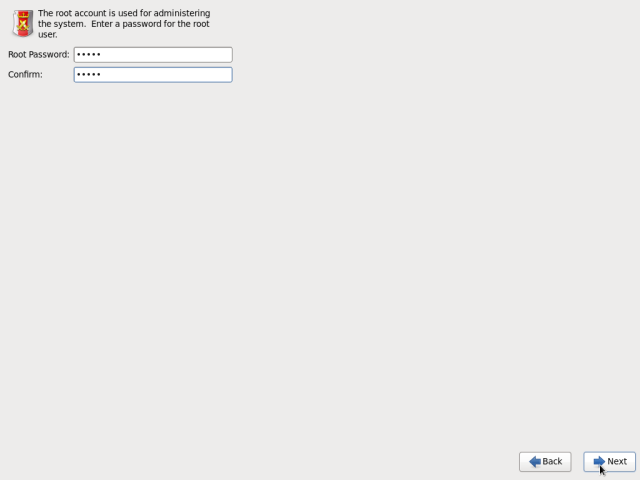 The root account is used for administering
the system.  Enter a password for the root
user.
Root Password: •••••
Confirm: •••••
Back
Next